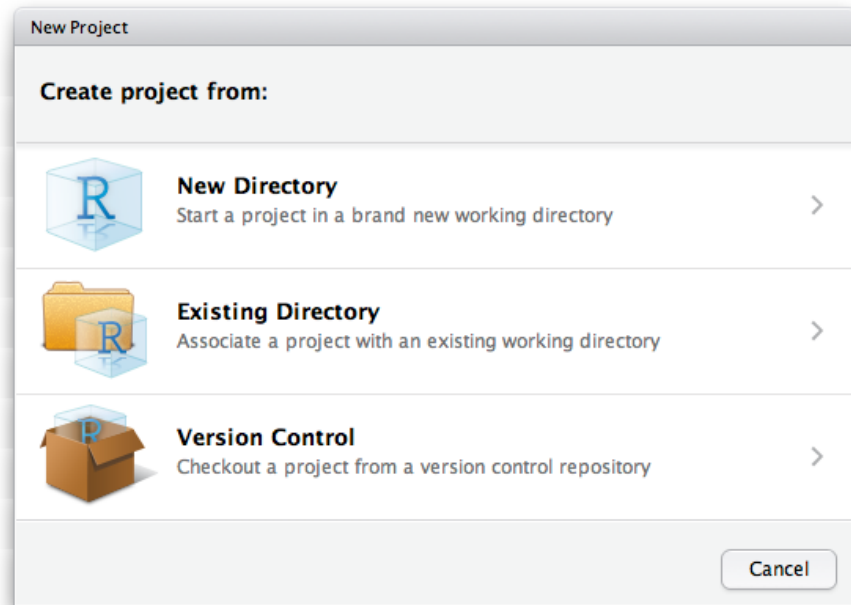 New Project
Create project from:
R
New Directory
Start a project in a brand new working directory
R
Existing Directory
Associate a project with an existing working directory
R
Version Control
Checkout a project from a version control repository
Cancel